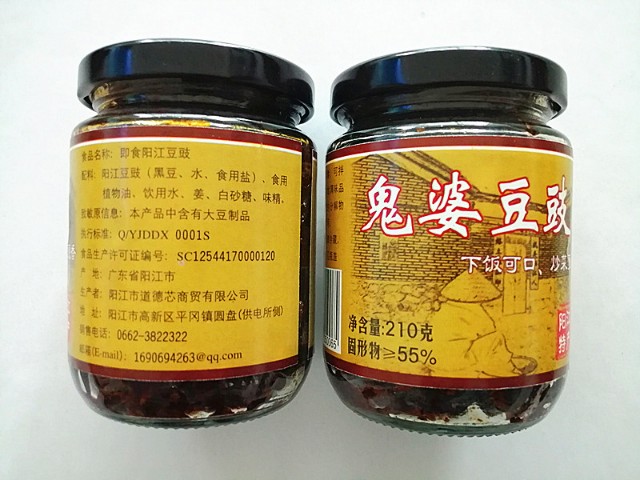 食品名称：即食阳江豆豉
配料：阳江豆豉（黑豆、水、食用盐）、食用
植物油、饮用水、姜、白砂糖、味精、
致敏原信息：本产品中含有大豆制品
执行标准：Q/YJDDX 0001S
食品生产许可证编号：SC12544170000120
产 地：广东省阳江市
生产者：阳江市道德芯商贸有限公司
地 址：阳江市高新区平冈镇圆盘(供电所侧)
销售电话：0662-3822322
邮箱(E-mail)：1690694263@qq.com
鬼婆豆豉
下饭可口、炒菜
净含量:210克
固形物≥55%
阳江
特